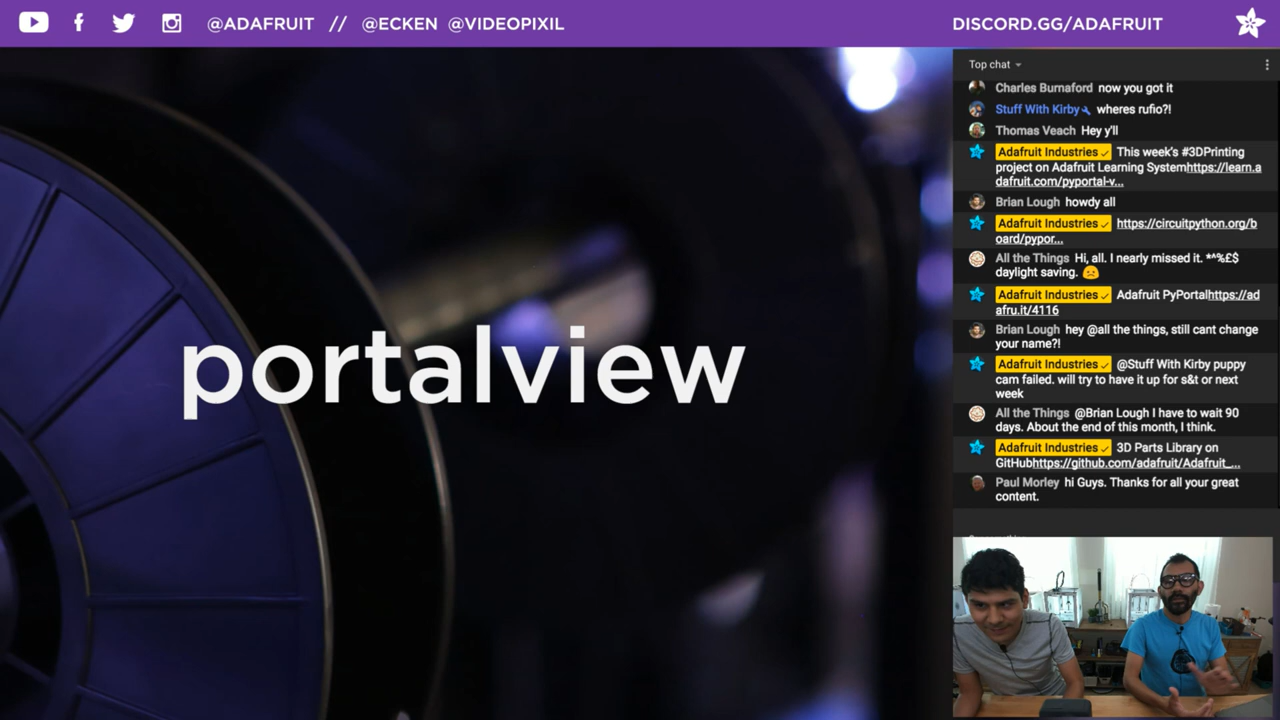 @ADAFRUIT // @ECKEN @VIDEOPIXIL
DISCORD.GG/ADAFRUIT
Top chat
Charles Burnaford now you got it
Stuff With Kirby wheres rufio?!
Thomas Veach Hey y'll
Adafruit Industries This week's #3DPrinting
project on Adafruit Learning Systemhttps://learn.a
dafruit.com/pyportal-v...
Brian Lough howdy all
Adafruit Industries https://circuitpython.org/b
oard/pypor...
All the Things Hi, all. I nearly missed it. *^%£$
daylight saving.
Adafruit Industries Adafruit PyPortalhttps://ad
afru.it/4116
Brian Lough hey @all the things, still cant change
your name?!
Adafruit Industries @Stuff With Kirby puppy
cam failed. will try to have it up for s&t or next
week
All the Things @Brian Lough I have to wait 90
days. About the end of this month, I think.
Adafruit Industries 3D Parts Library on
GitHubhttps://github.com/adafruit/Adafruit_...
Paul Morley hi Guys. Thanks for all your great
content.
portalview